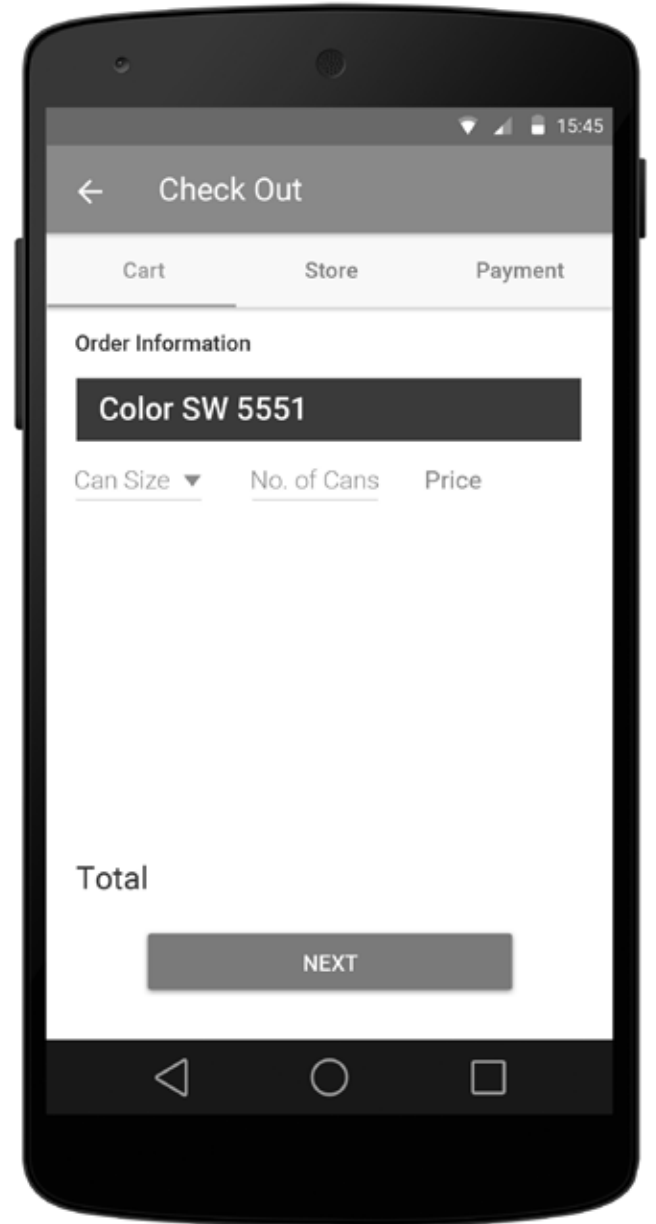 15:45
Check Out
Cart Store Payment
Order Information
Color SW 5551
Can Size No. of Cans Price
Total
NEXT